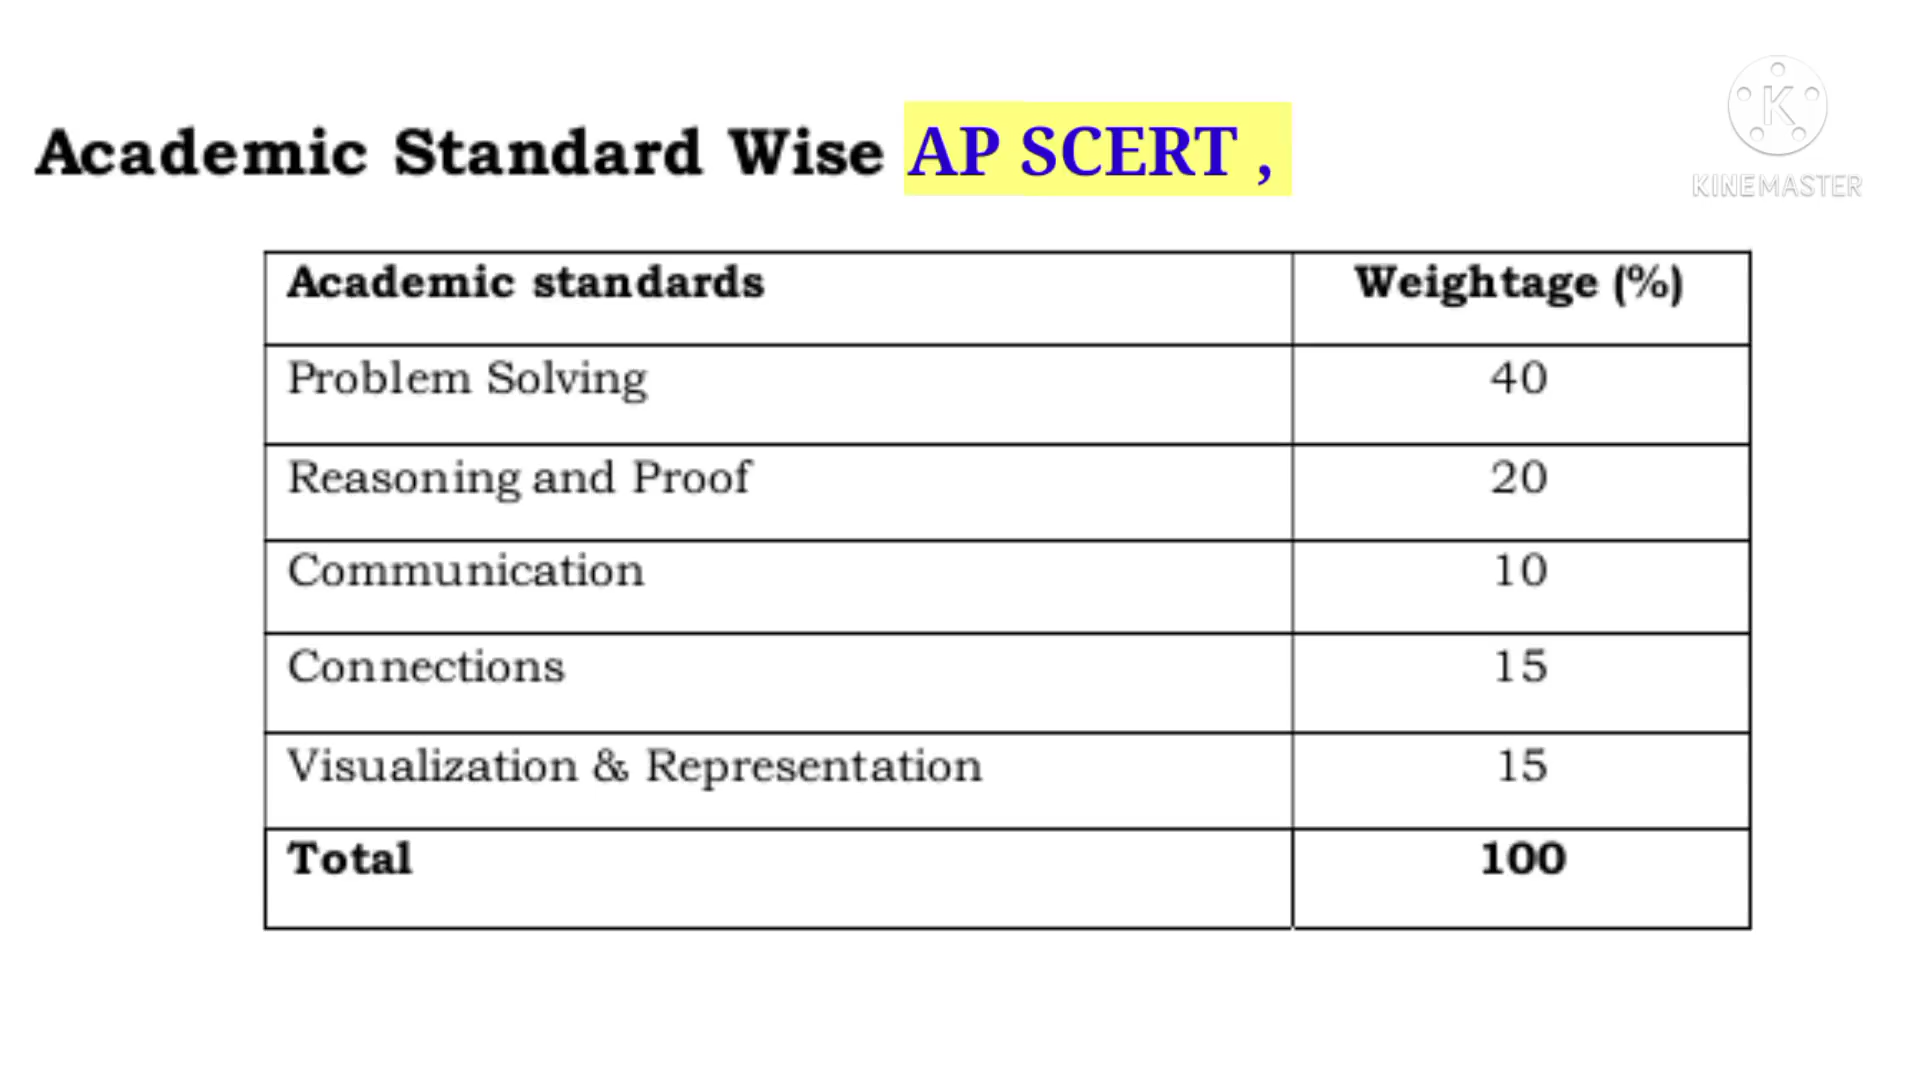 Academic Standard Wise AP SCERT ,
K
KINEMASTER
Academic standards Weightage (%)
Problem Solving 40
Reasoning and Proof 20
Communication 10
Connections 15
Visualization & Representation 15
Total 100